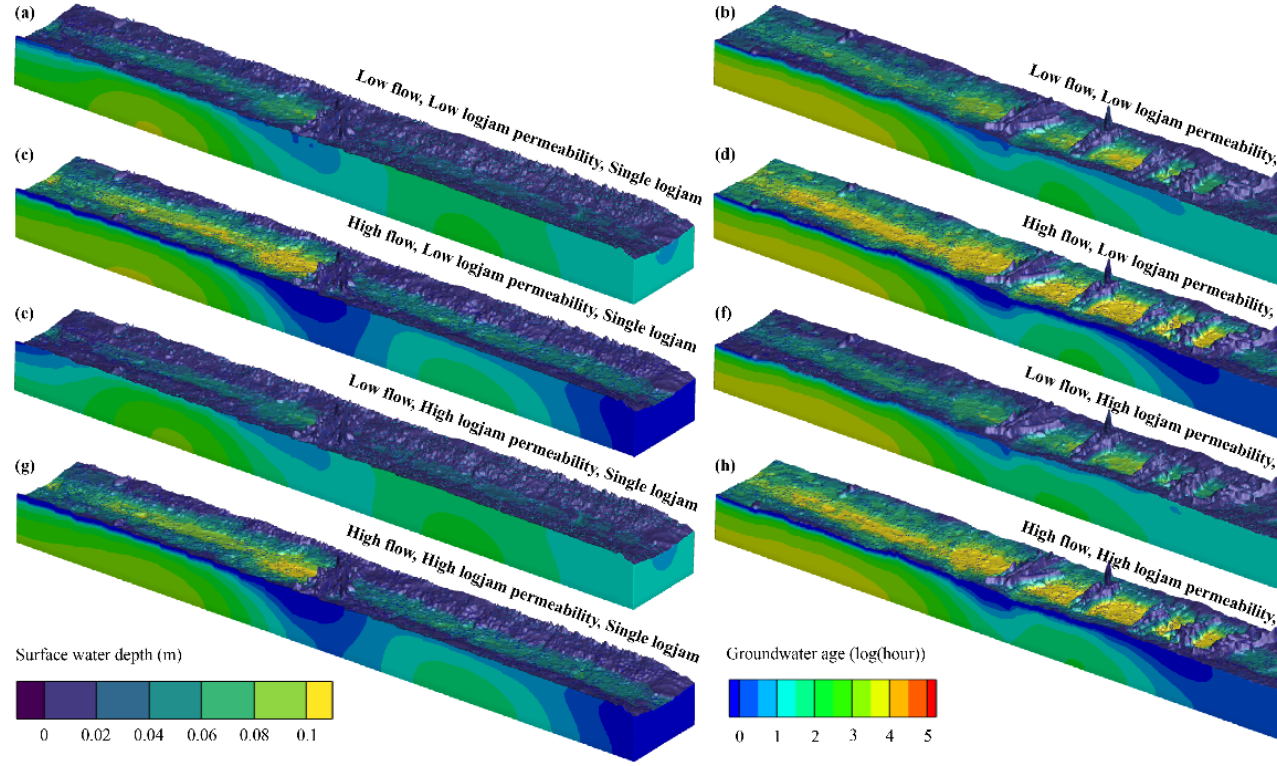 (a)
Low flow, Low logjam permeability, Single logjam
(b)
Low flow, Low logjam permeability,
(c)
High flow, Low logjam permeability, Single logjam
(d)
High flow, Low logjam permeability,
(e)
Low flow, High logjam permeability, Single logjam
(f)
Low flow, High logjam permeability,
(g)
High flow, High logjam permeability, Single logjam
(h)
High flow, High logjam permeability,
Surface water depth (m)
0 0.02 0.04 0.06 0.08 0.1
Groundwater age (log(hour))
0 1 2 3 4 5